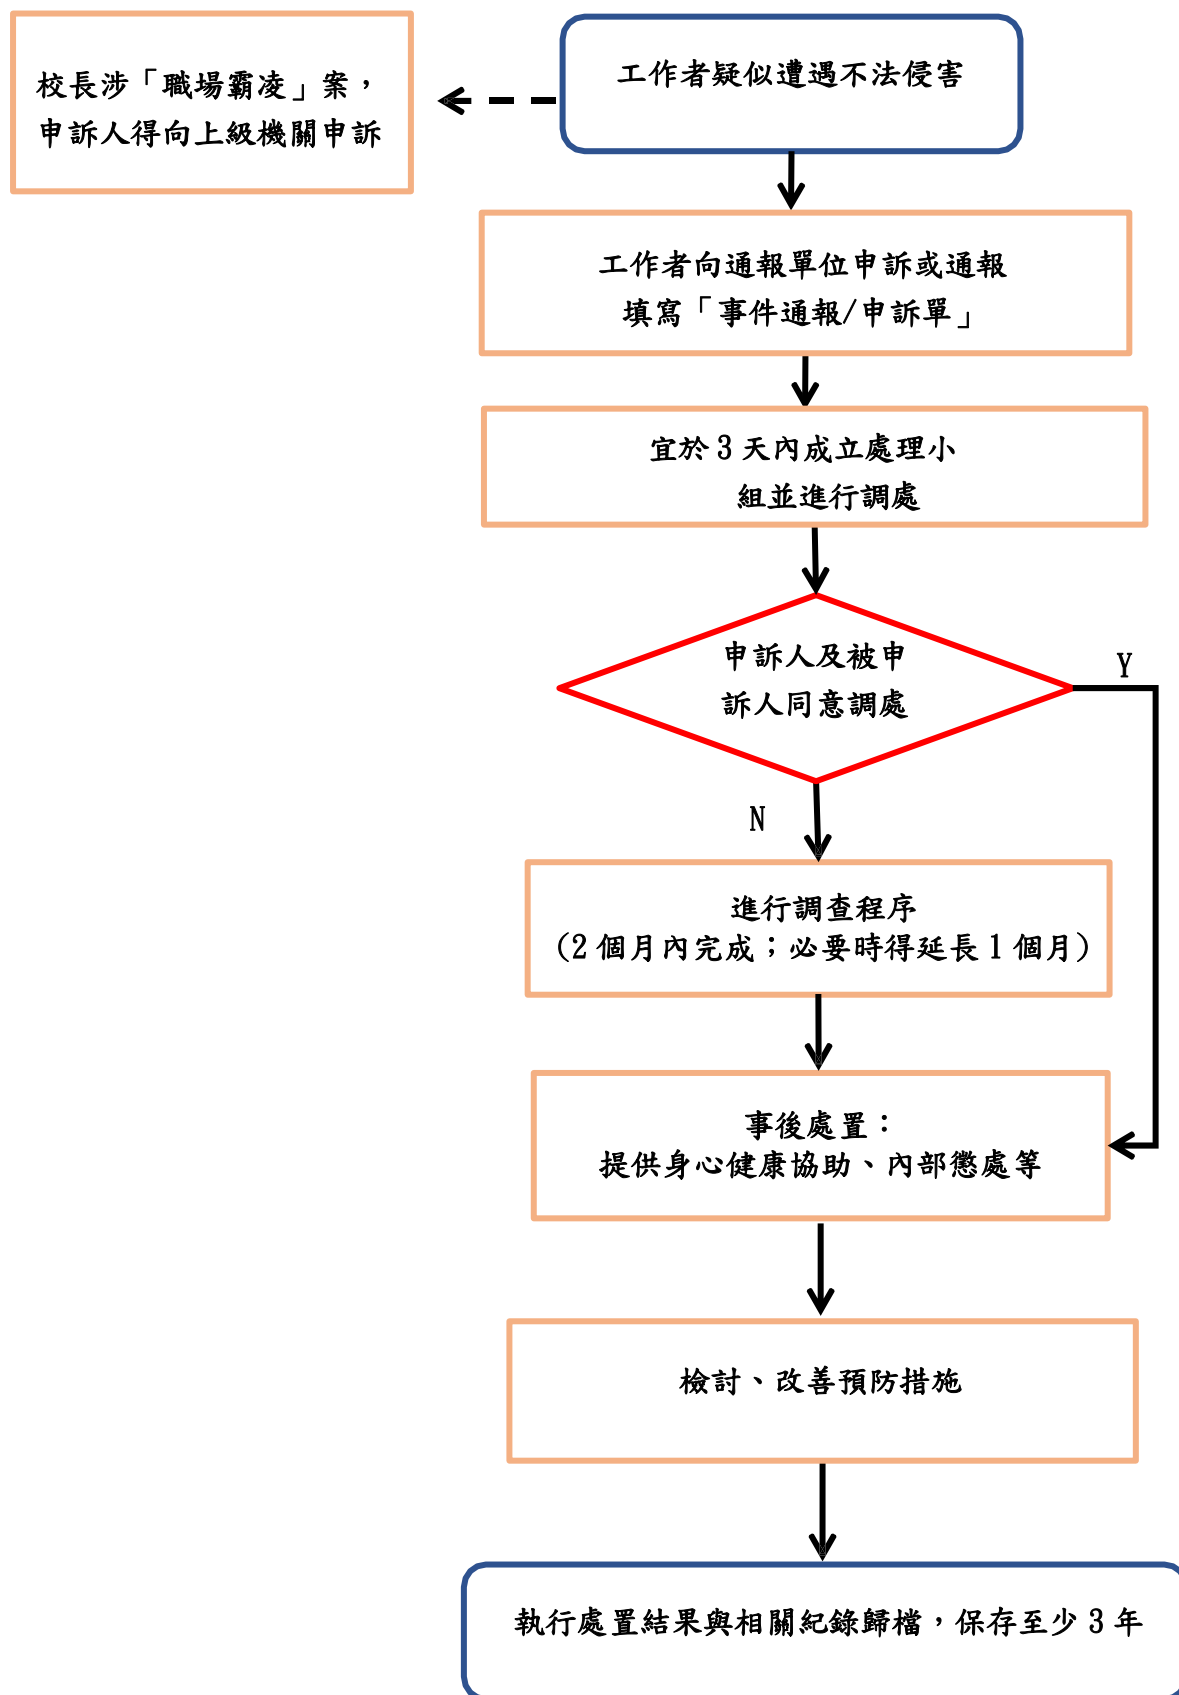 校長涉「職場霸凌」案，
申訴人得向上級機關申訴
工作者疑似遭遇不法侵害
工作者向通報單位申訴或通報
填寫「事件通報/申訴單」
宜於 3 天內成立處理小
組並進行調處
申訴人及被申
訴人同意調處
Y
N
進行調查程序
(2 個月內完成；必要時得延長 1 個月)
事後處置：
提供身心健康協助、內部懲處等
檢討、改善預防措施
執行處置結果與相關紀錄歸檔，保存至少 3 年